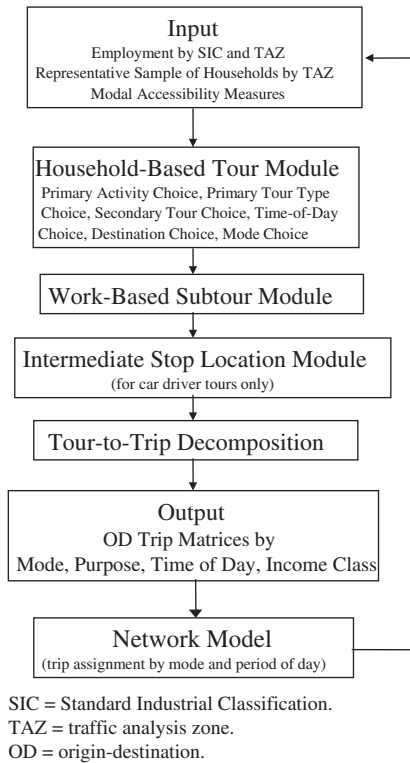 Input
Employment by SIC and TAZ
Representative Sample of Households by TAZ
Modal Accessibility Measures
Household-Based Tour Module
Primary Activity Choice, Primary Tour Type
Choice, Secondary Tour Choice, Time-of-Day
Choice, Destination Choice, Mode Choice
Work-Based Subtour Module
Intermediate Stop Location Module
(for car driver tours only)
Tour-to-Trip Decomposition
Output
OD Trip Matrices by
Mode, Purpose, Time of Day, Income Class
Network Model
(trip assignment by mode and period of day)
SIC = Standard Industrial Classification.
TAZ = traffic analysis zone.
OD = origin-destination.